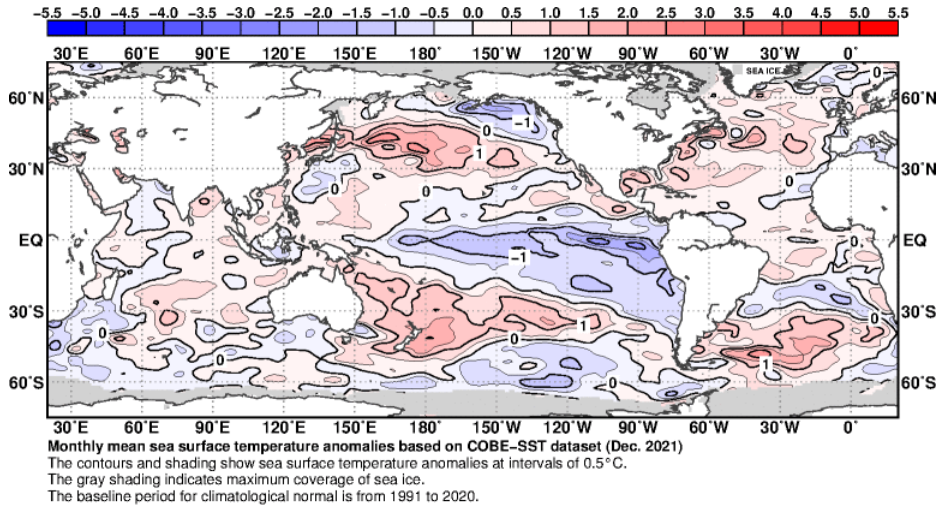 −5.5 −5.0 −4.5 −4.0 −3.5 −3.0 −2.5 −2.0 −1.5 −1.0 −0.5 0.0 0.5 1.0 1.5 2.0 2.5 3.0 3.5 4.0 4.5 5.0 5.5
30°E 60°E 90°E 120°E 150°E 180° 150°W 120°W 90°W 60°W 30°W 0°
SEA ICE 0
60°N 60°N
−1
0
1
30°N 30°N
0 0 0
EQ EQ
0
−1
30°S 30°S
0 1 0
0 0 1
60°S 0 60°S
30°E 60°E 90°E 120°E 150°E 180° 150°W 120°W 90°W 60°W 30°W 0°
Monthly mean sea surface temperature anomalies based on COBE−SST dataset (Dec. 2021)
The contours and shading show sea surface temperature anomalies at intervals of 0.5°C.
The gray shading indicates maximum coverage of sea ice.
The baseline period for climatological normal is from 1991 to 2020.